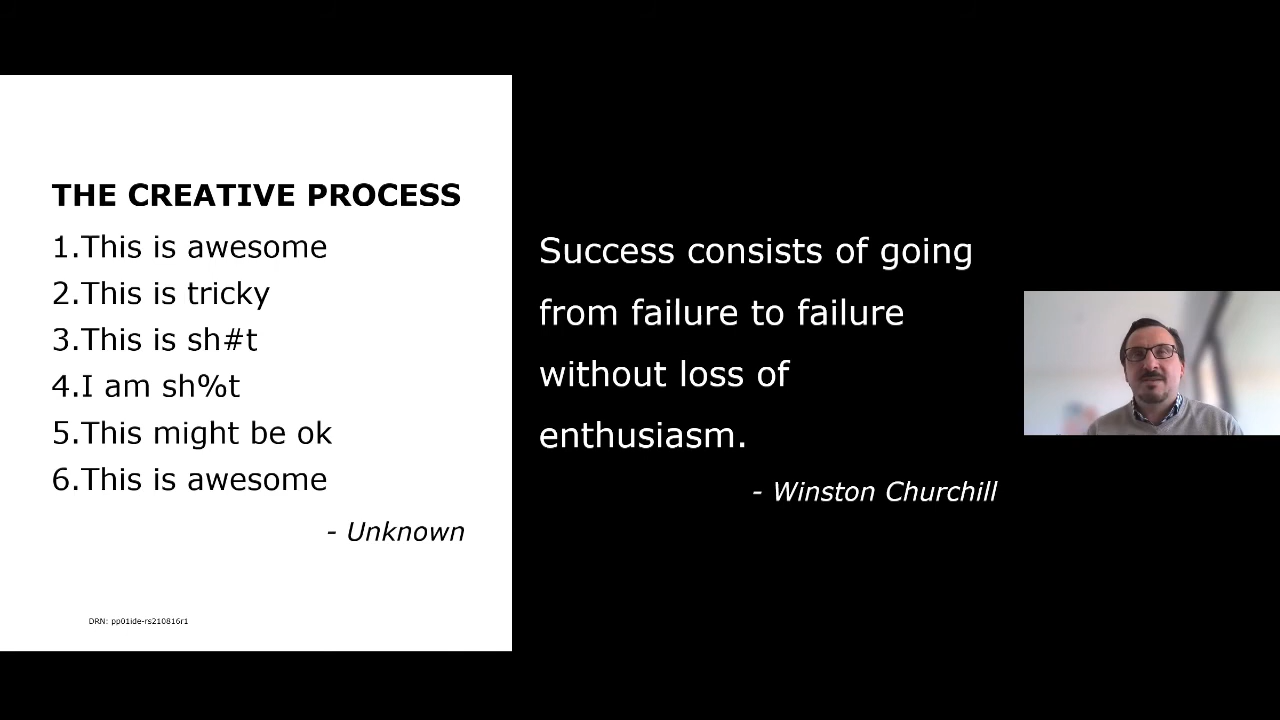 THE CREATIVE PROCESS
1.This is awesome
2.This is tricky
3.This is sh#t
4.I am sh%t
5.This might be ok
6.This is awesome
- Unknown
DRN: pp01ide-rs210816r1
Success consists of going
from failure to failure
without loss of
enthusiasm.
- Winston Churchill